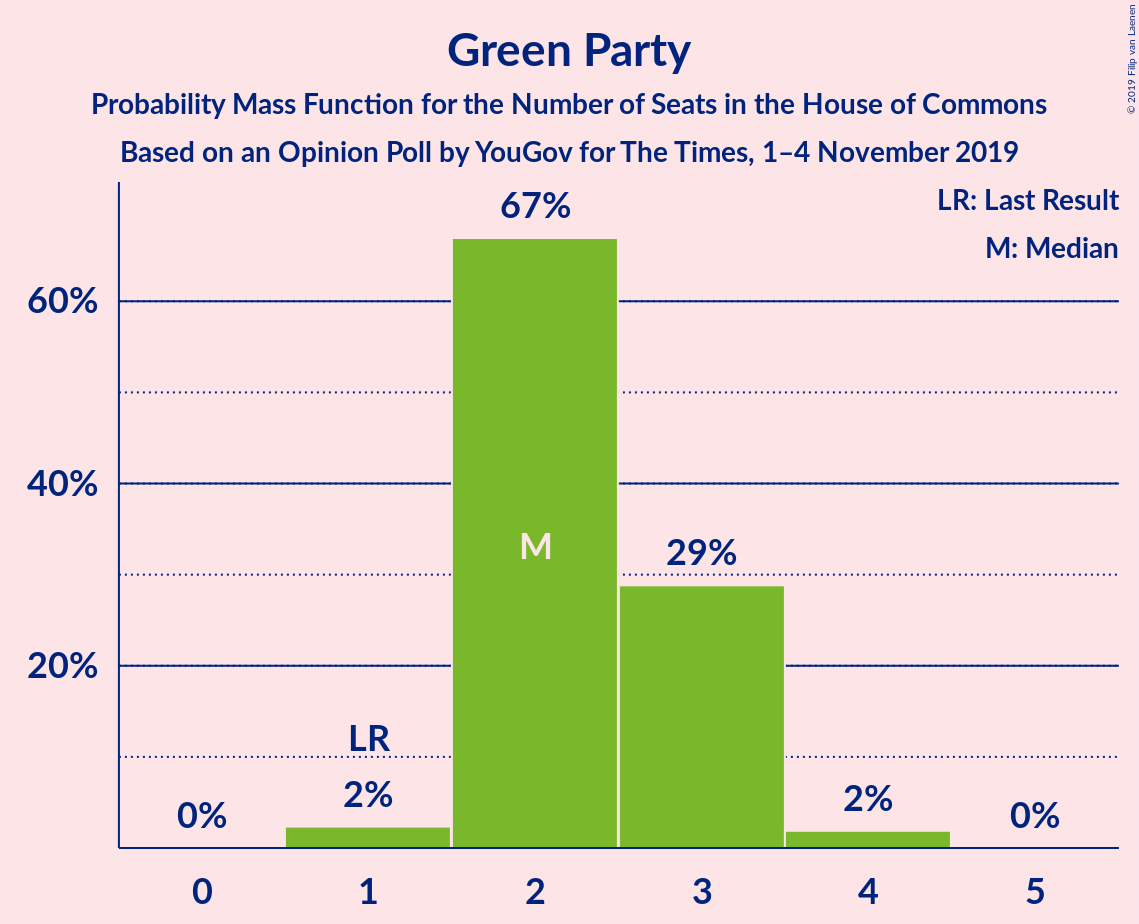 Green Party
Probability Mass Function for the Number of Seats in the House of Commons
Based on an Opinion Poll by YouGov for The Times, 1–4 November 2019
© 2019 Filip van Laenen
LR: Last Result
M: Median
67%
60%
40%
M
29%
20%
LR
0%
2%
2%
0%
0 1 2 3 4 5